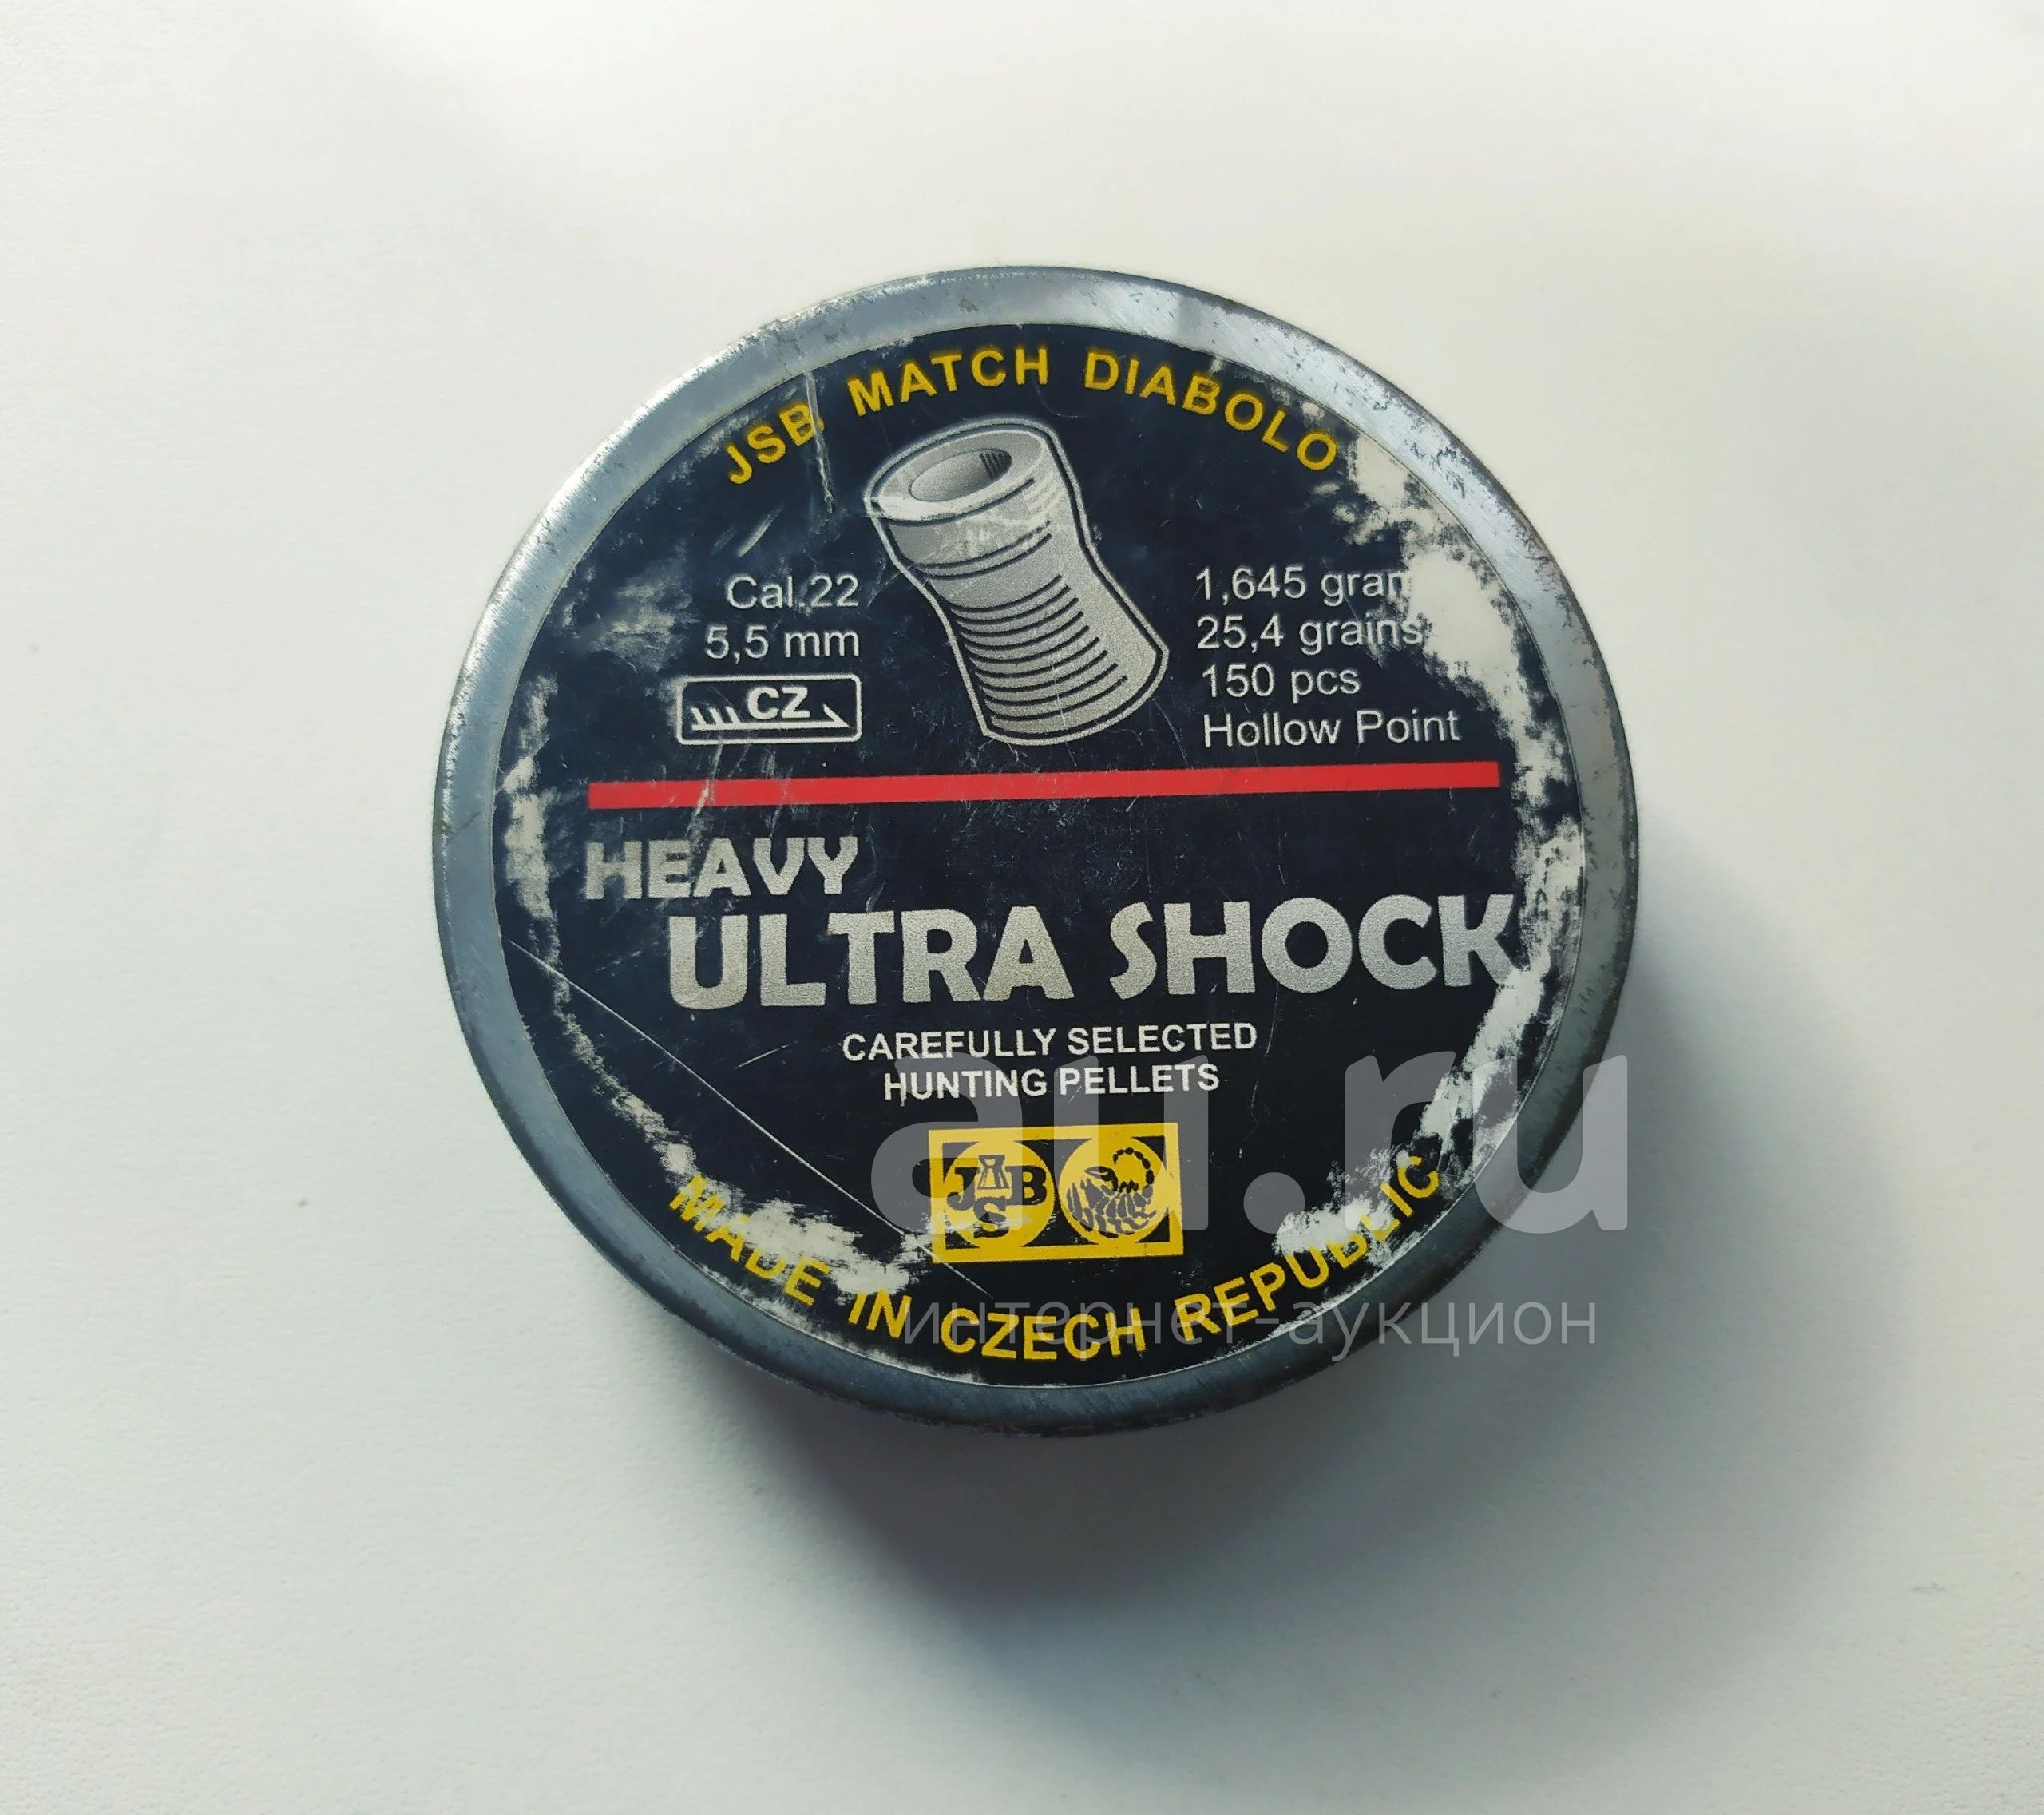 JSB MATCH DIABOLO
Cal.22
5,5 mm
CZ
1,645 gram
25,4 grains
150 pcs
Hollow Point
HEAVY
ULTRA SHOCK
CAREFULLY SELECTED
HUNTING PELLETS
JSB
MADE IN CZECH REPUBLIC
au.ru
интернет-аукцион